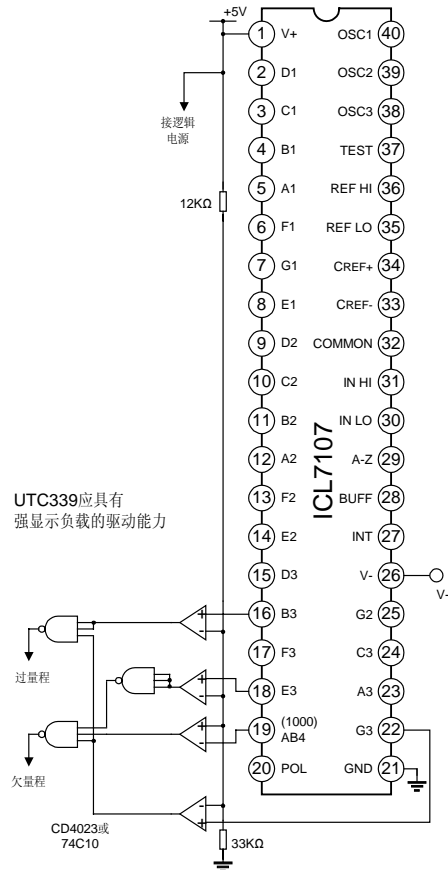 +5V
1 V+ OSC1 40
2 D1 OSC2 39
接逻辑
电源
3 C1 OSC3 38
4 B1 TEST 37
12KΩ
5 A1 REF HI 36
6 F1 REF LO 35
7 G1 CREF+ 34
8 E1 CREF- 33
9 D2 COMMON 32
10 C2 IN HI 31
11 B2 IN LO 30
ICL7107
12 A2 A-Z 29
UTC339应具有
强显示负载的驱动能力
13 F2 BUFF 28
14 E2 INT 27
15 D3 V- 26
V-
16 B3 G2 25
+
-
过量程
17 F3 C3 24
18 E3 A3 23
-
+
19 (1000) AB4 G3 22
+
-
欠量程
20 POL GND 21
CD4023或
74C10
-
+
33KΩ